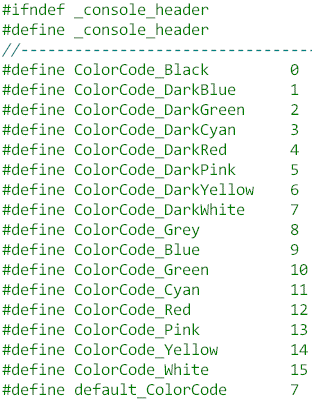 #ifndef _console_header
#define _console_header
//---------------------------------
#define ColorCode_Black 0
#define ColorCode_DarkBlue 1
#define ColorCode_DarkGreen 2
#define ColorCode_DarkCyan 3
#define ColorCode_DarkRed 4
#define ColorCode_DarkPink 5
#define ColorCode_DarkYellow 6
#define ColorCode_DarkWhite 7
#define ColorCode_Grey 8
#define ColorCode_Blue 9
#define ColorCode_Green 10
#define ColorCode_Cyan 11
#define ColorCode_Red 12
#define ColorCode_Pink 13
#define ColorCode_Yellow 14
#define ColorCode_White 15
#define default_ColorCode 7